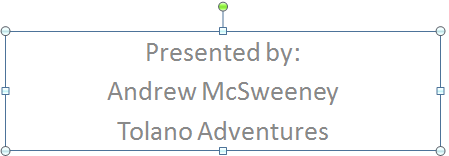 Presented by:
Andrew McSweeney
Tolano Adventures